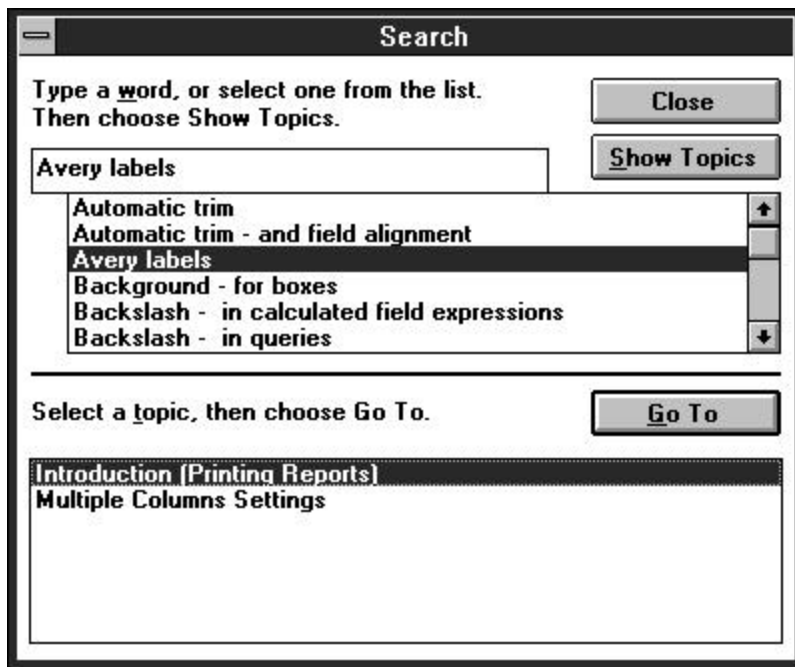 Search
Type a word, or select one from the list.
Then choose Show Topics.
Close
Show Topics
Avery labels
Automatic trim
Automatic trim - and field alignment
Avery labels
Background - for boxes
Backslash -  in calculated field expressions
Backslash -  in queries
Select a topic, then choose Go To.
Go To
Introduction (Printing Reports)
Multiple Columns Settings